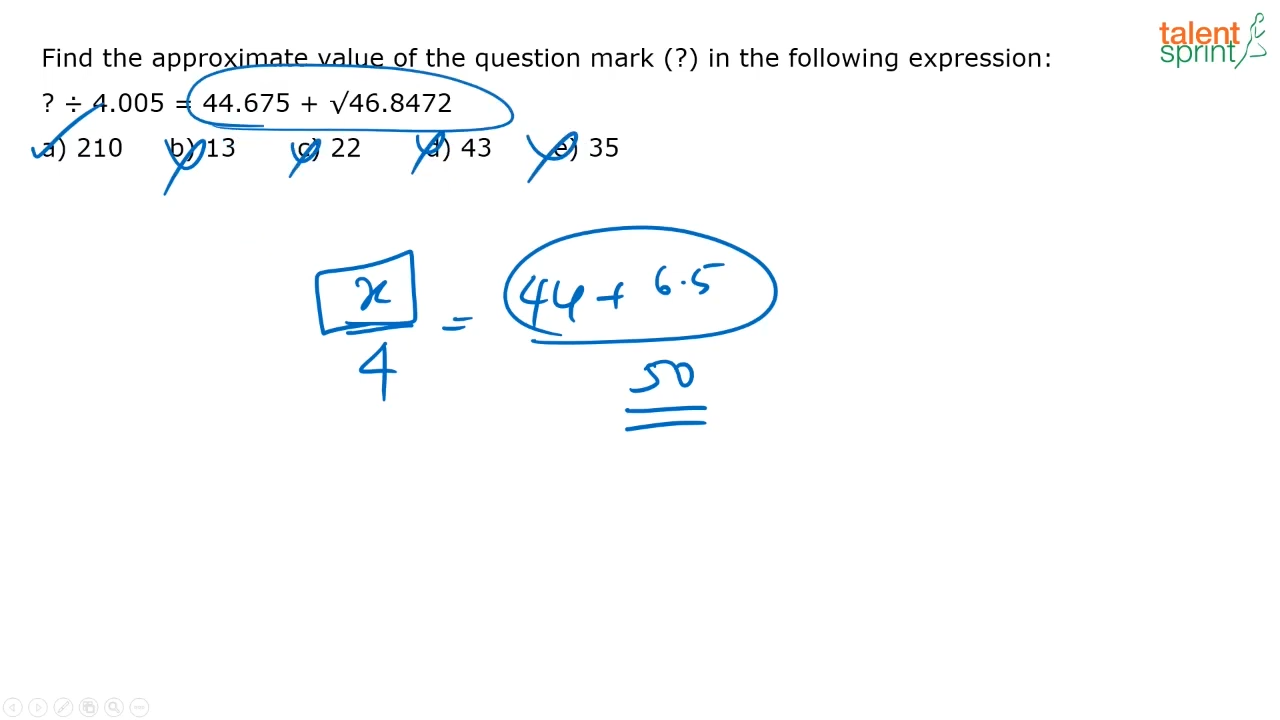 talent
sprint
Find the approximate value of the question mark (?) in the following expression:
? ÷ 4.005 = 44.675 + √46.8472
a) 210 b) 13 c) 22 d) 43 e) 35
x = 44 + 6.5
4
50